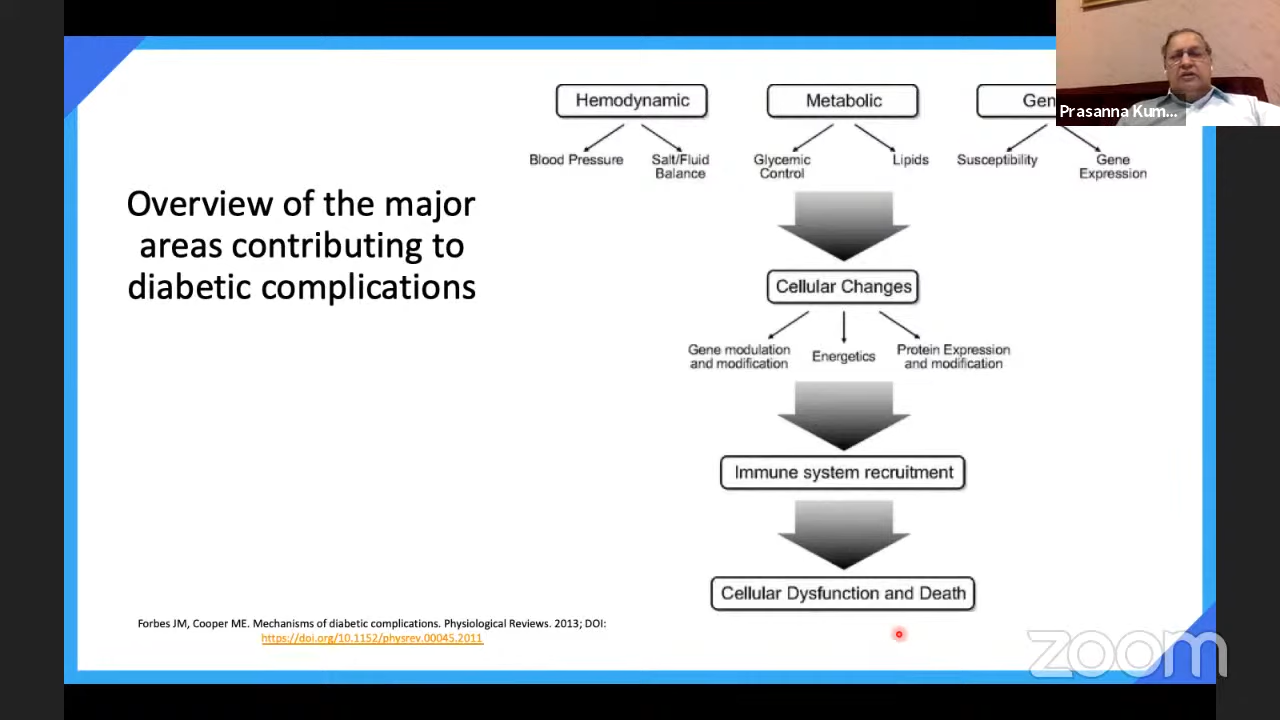 Overview of the major
areas contributing to
diabetic complications
Hemodynamic
Metabolic
Blood Pressure
Salt/Fluid
Balance
Glycemic
Control
Lipids
Susceptibility
Gene
Expression
Cellular Changes
Gene modulation
and modification
Energetics
Protein Expression
and modification
Immune system recruitment
Cellular Dysfunction and Death
Forbes JM, Cooper ME. Mechanisms of diabetic complications. Physiological Reviews. 2013; DOI:
https://doi.org/10.1152/physrev.00045.2011
Prasanna Kum...
zoom